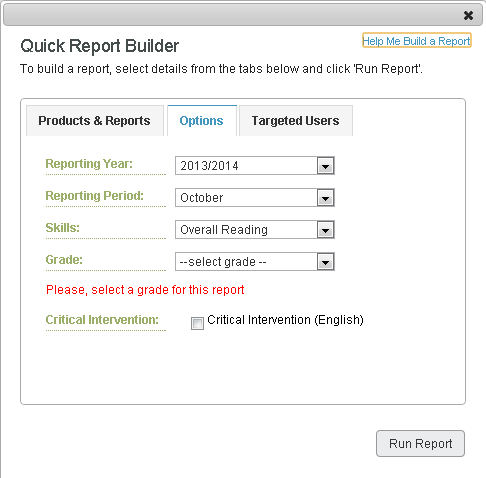 Quick Report Builder
Help Me Build a Report
To build a report, select details from the tabs below and click 'Run Report'.
Products & Reports
Options
Targeted Users
Reporting Year: 2013/2014
Reporting Period: October
Skills: Overall Reading
Grade: --select grade --
Please, select a grade for this report
Critical Intervention: Critical Intervention (English)
Run Report